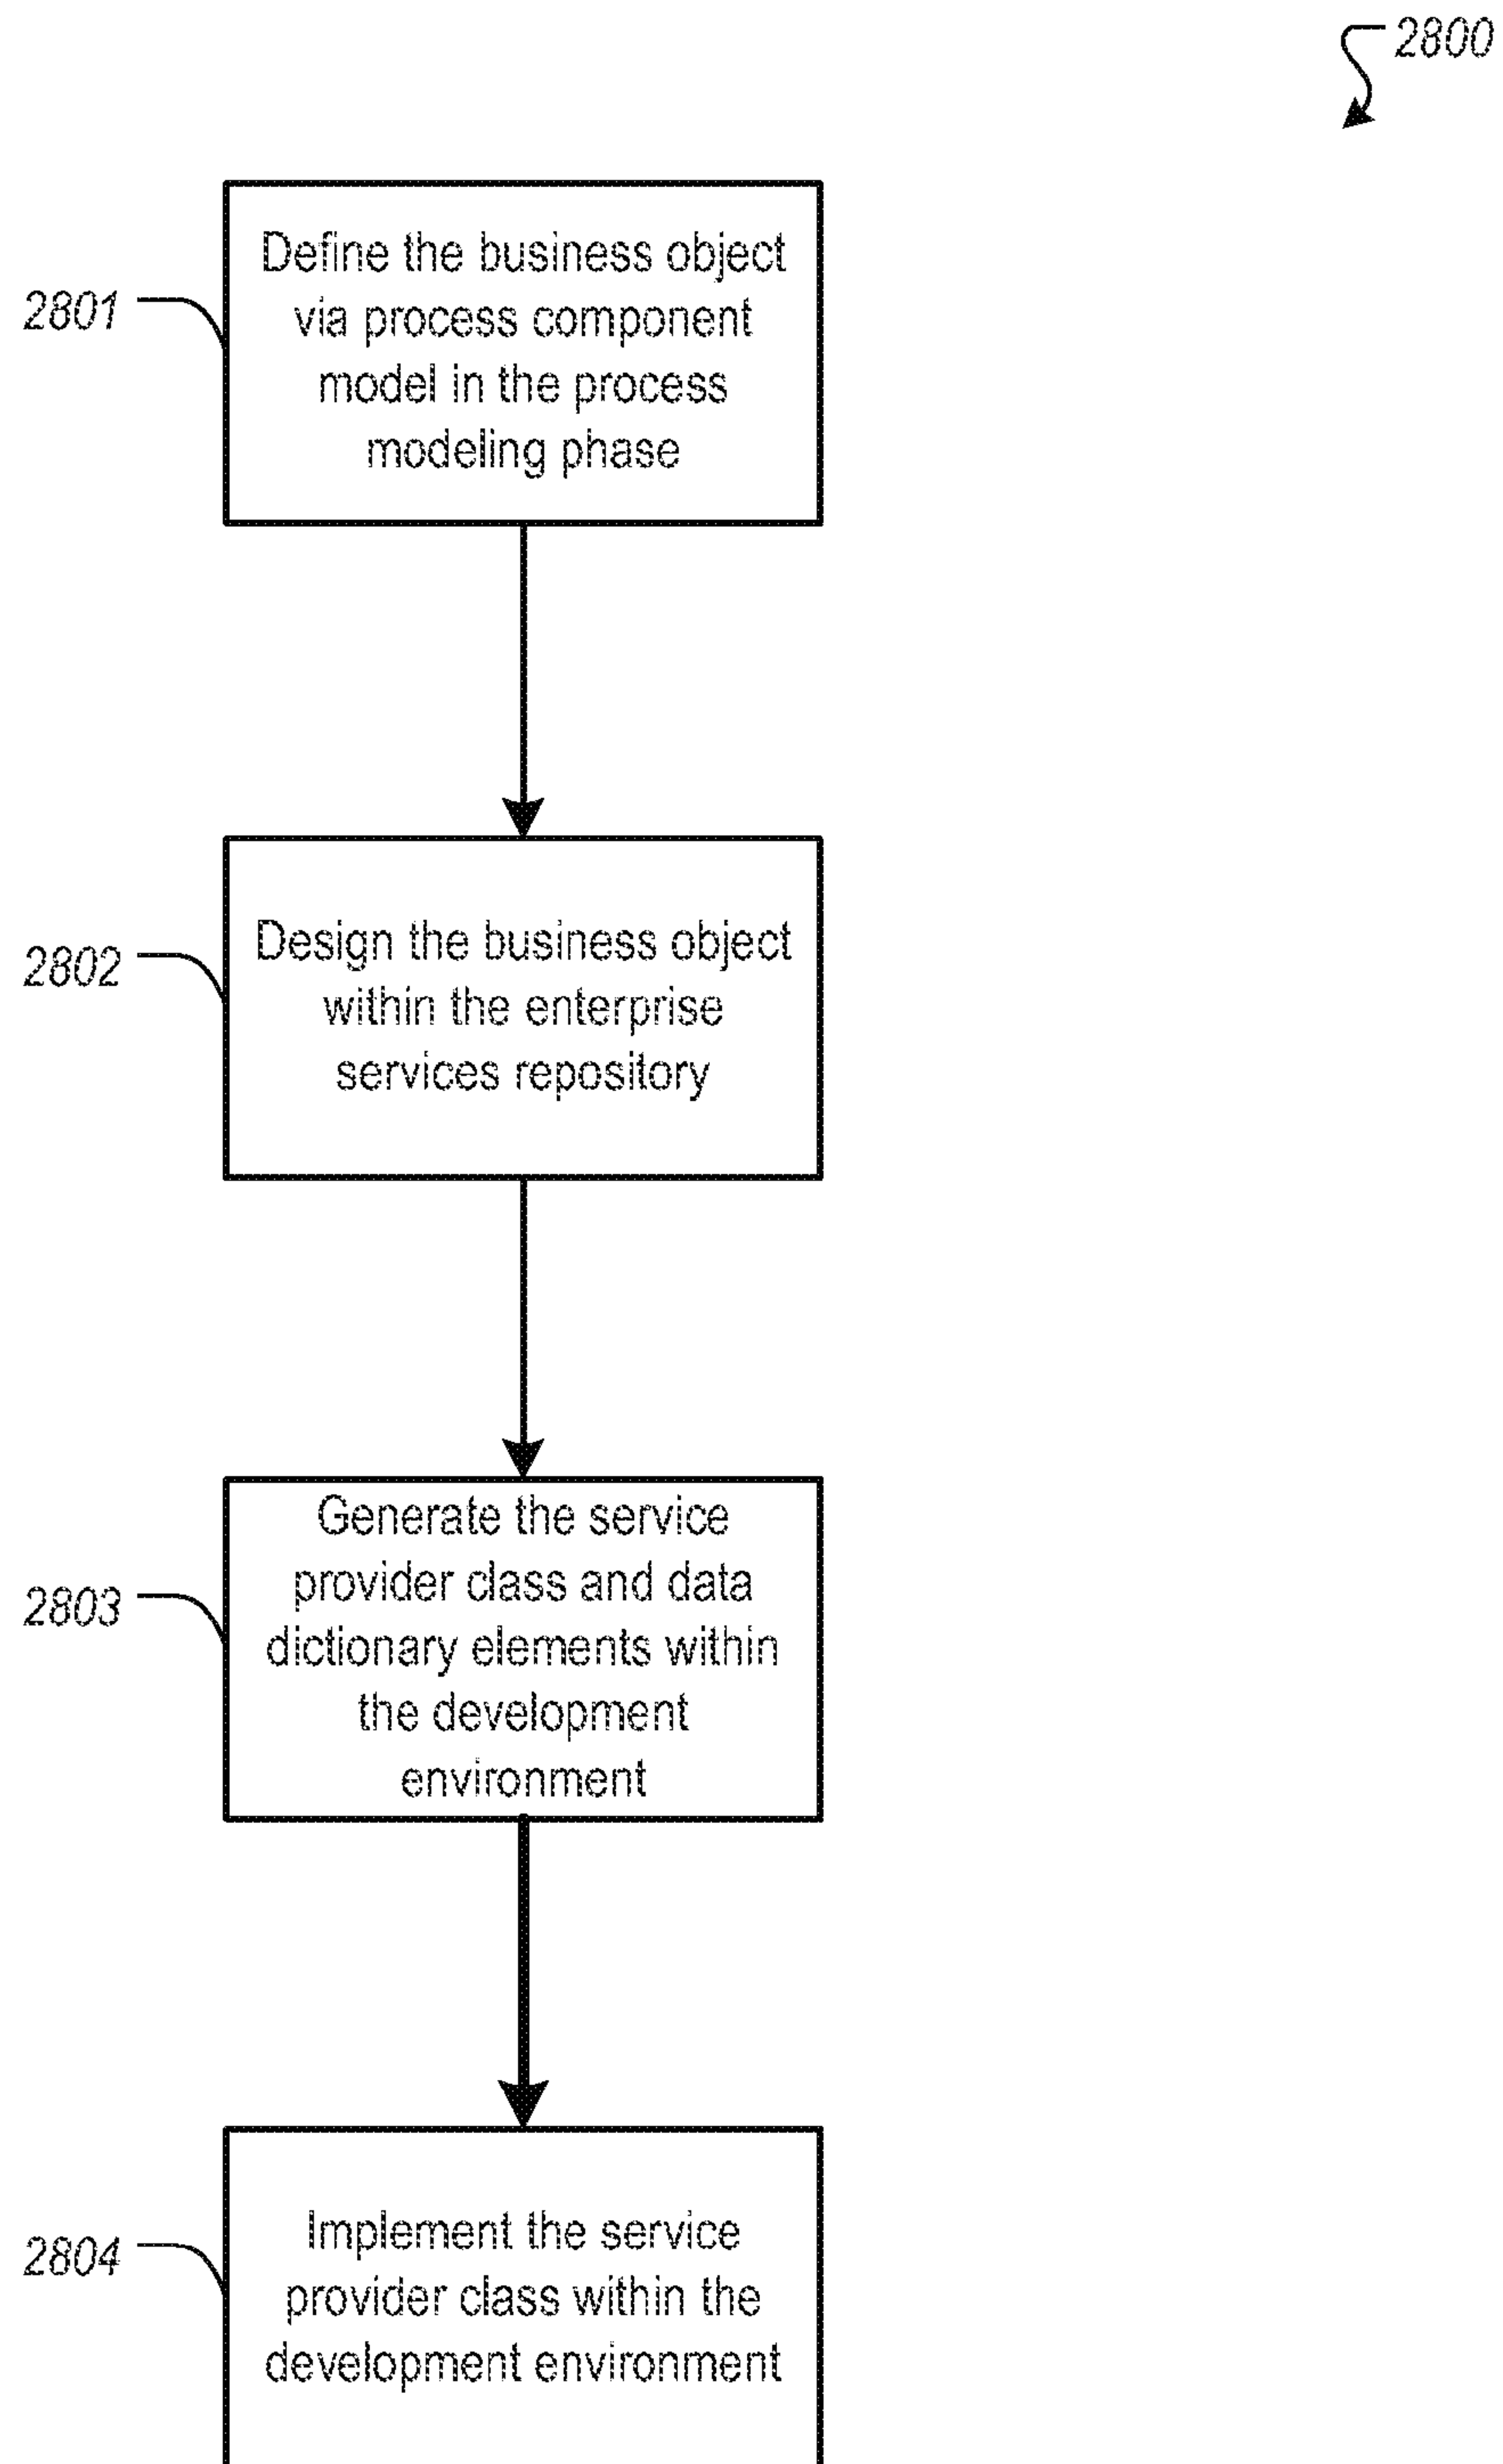 2800
2801
Define the business object
via process component
model in the process
modeling phase
2802
Design the business object
within the enterprise
services repository
2803
Generate the service
provider class and data
dictionary elements within
the development
environment
2804
Implement the service
provider class within the
development environment